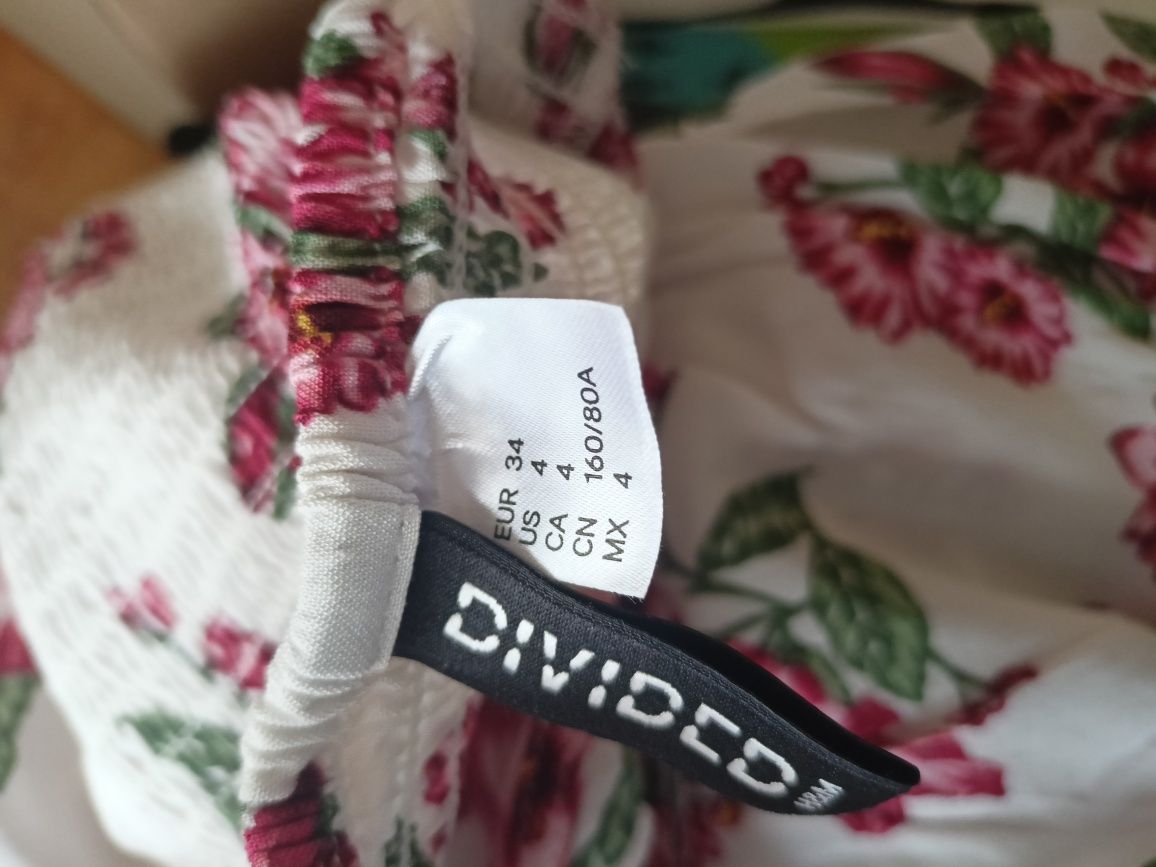 EUR 34
US 4
CA 4
CN 160/80A
MX 4
DIVIDED
H&M